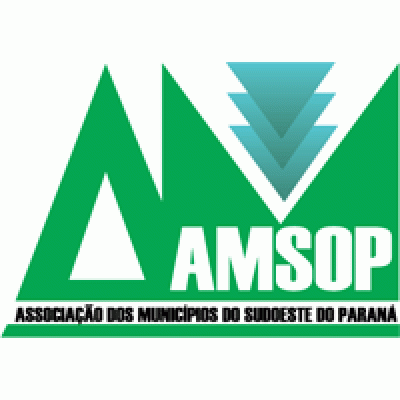 AMSOP
ASSOCIAÇÃO DOS MUNICÍPIOS DO SUDOESTE DO PARANÁ